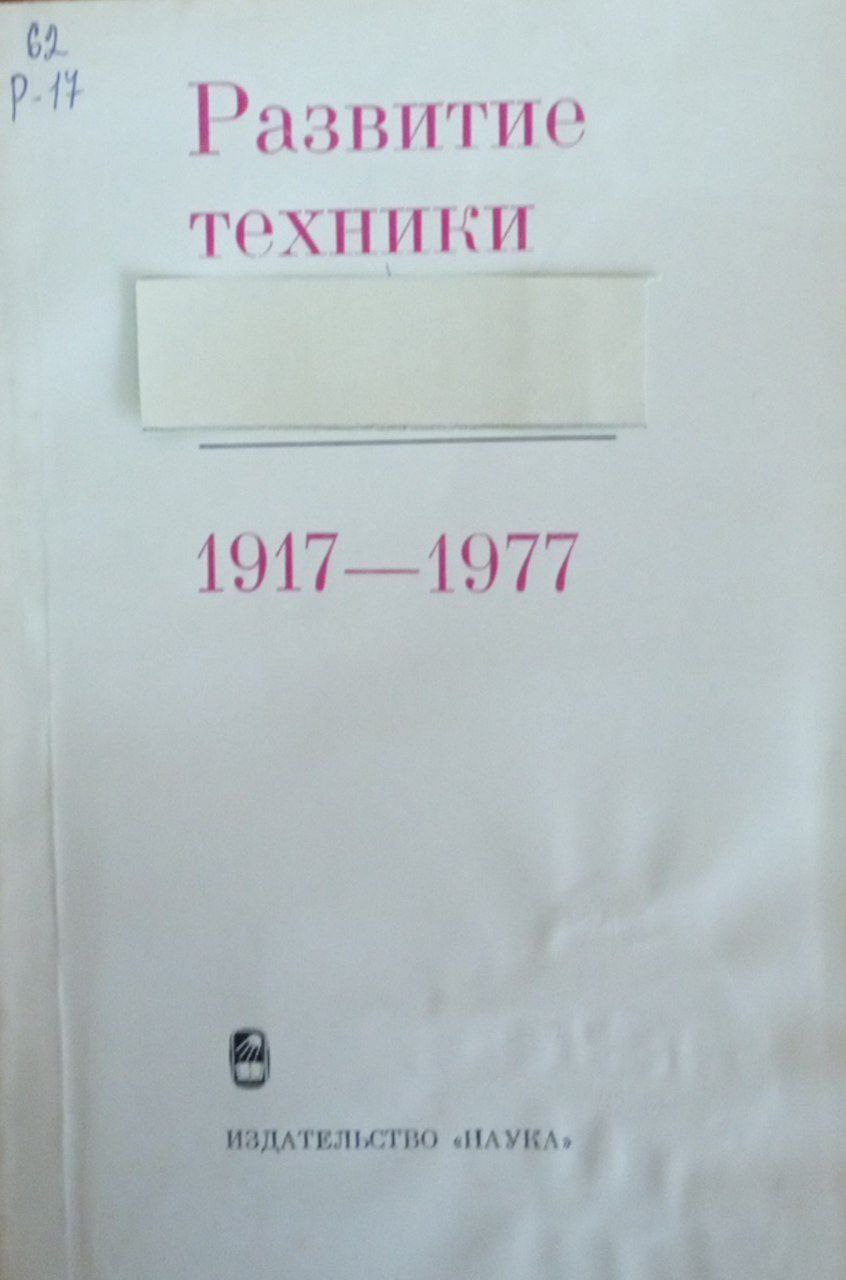 62
Р-17
Развитие
техники
1917—1977
ИЗДАТЕЛЬСТВО «НАУКА»